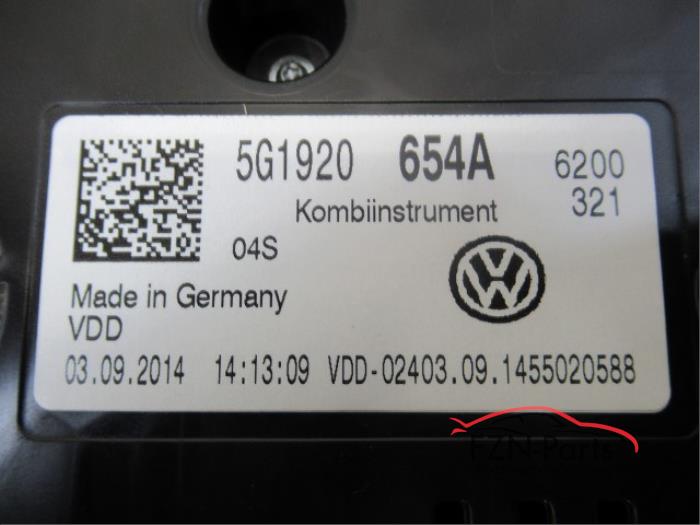 5G1920 654A 6200
Kombiinstrument 321
04S
Made in Germany
VDD
03.09.2014 14:13:09 VDD-02403.09.1455020588
FZN-Parts